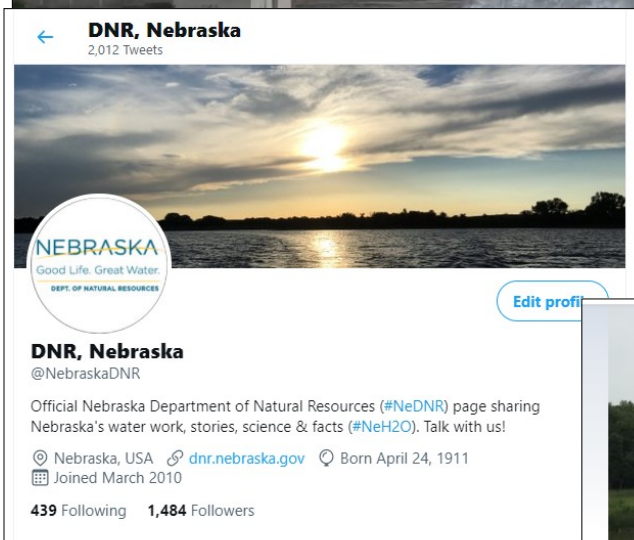 DNR, Nebraska
2,012 Tweets
NEBRASKA
Good Life. Great Water.
DEPT. OF NATURAL RESOURCES
Edit
DNR, Nebraska
@NebraskaDNR
Official Nebraska Department of Natural Resources (#NeDNR) page sharing
Nebraska's water work, stories, science & facts (#NeH2O). Talk with us!
Nebraska, USA dnr.nebraska.gov Born April 24, 1911
Joined March 2010
439 Following 1,484 Followers